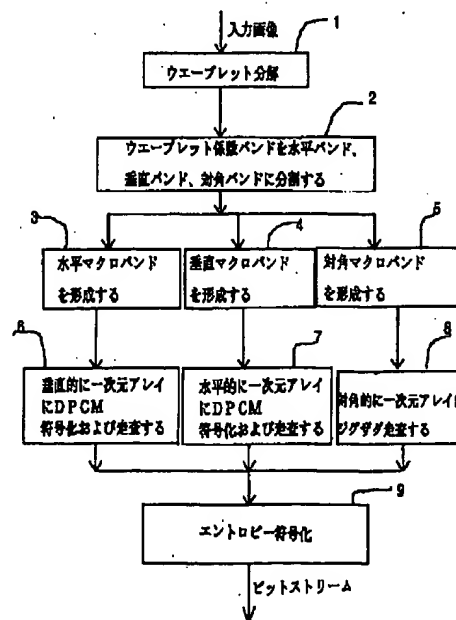 入力画像
1
ウエーブレット分解
2
ウエーブレット係数バンドを水平バンド、
垂直バンド、対角バンドに分割する
3
水平マクロバンド
を形成する
4
垂直マクロバンド
を形成する
5
対角マクロバンド
を形成する
6
垂直的に一次元アレイ
にDPCM
符号化および走査する
7
水平的に一次元アレイ
にDPCM
符号化および走査する
8
対角的に一次元アレイに
ジグザグ走査する
9
エントロピー符号化
ビットストリーム